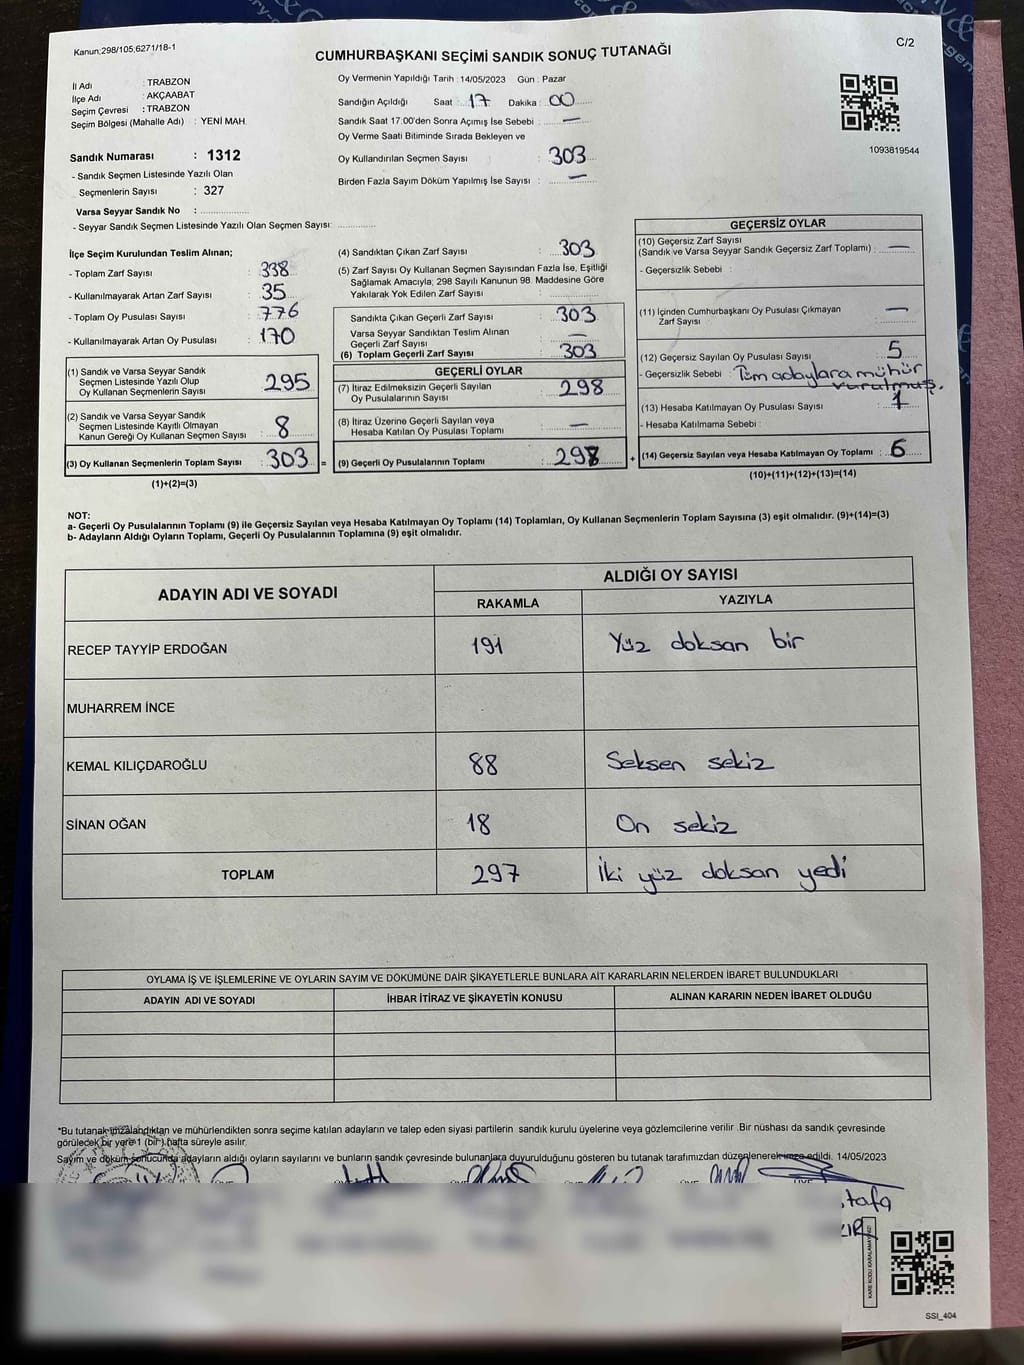 Kanun;298/105,6271/18-1
C/2
CUMHURBAŞKANI SEÇİMİ SANDIK SONUÇ TUTANAĞI
İl Adı : TRABZON
İlçe Adı : AKÇAABAT
Seçim Çevresi : TRABZON
Seçim Bölgesi (Mahalle Adı) : YENİ MAH.
Sandık Numarası : 1312
- Sandık Seçmen Listesinde Yazılı Olan
Seçmenlerin Sayısı : 327
Varsa Seyyar Sandık No :
- Seyyar Sandık Seçmen Listesinde Yazılı Olan Seçmen Sayısı:
Oy Vermenin Yapıldığı Tarih : 14/05/2023 Gün : Pazar
Sandığın Açıldığı Saat : 17 Dakika : 00
Sandık Saat 17:00'den Sonra Açımış İse Sebebi : —
Oy Verme Saati Bitiminde Sırada Bekleyen ve
Oy Kullandırılan Seçmen Sayısı : 303
Birden Fazla Sayım Döküm Yapılmış İse Sayısı : —
1093819544
İlçe Seçim Kurulundan Teslim Alınan;
- Toplam Zarf Sayısı : 338
- Kullanılmayarak Artan Zarf Sayısı : 35
- Toplam Oy Pusulası Sayısı : 776
- Kullanılmayarak Artan Oy Pusulası : 170
(1) Sandık ve Varsa Seyyar Sandık
Seçmen Listesinde Yazılı Olup
Oy Kullanan Seçmenlerin Sayısı : 295
(2) Sandık ve Varsa Seyyar Sandık
Seçmen Listesinde Kayıtlı Olmayan
Kanun Gereği Oy Kullanan Seçmen Sayısı : 8
(3) Oy Kullanan Seçmenlerin Toplam Sayısı : 303 =
(1)+(2)=(3)
(4) Sandıktan Çıkan Zarf Sayısı : 303
(5) Zarf Sayısı Oy Kullanan Seçmen Sayısından Fazla İse, Eşitliği
Sağlamak Amacıyla; 298 Sayılı Kanunun 98. Maddesine Göre
Yakılarak Yok Edilen Zarf Sayısı :
Sandıkta Çıkan Geçerli Zarf Sayısı : 303
Varsa Seyyar Sandıktan Teslim Alınan
Geçerli Zarf Sayısı : —
(6) Toplam Geçerli Zarf Sayısı : 303
GEÇERLİ OYLAR
(7) İtiraz Edilmeksizin Geçerli Sayılan
Oy Pusulalarının Sayısı : 298
(8) İtiraz Üzerine Geçerli Sayılan veya
Hesaba Katılan Oy Pusulası Toplamı : —
(9) Geçerli Oy Pusulalarının Toplamı : 298 +
GEÇERSİZ OYLAR
(10) Geçersiz Zarf Sayısı
(Sandık ve Varsa Seyyar Sandık Geçersiz Zarf Toplamı) : —
- Geçersizlik Sebebi :
(11) İçinden Cumhurbaşkanı Oy Pusulası Çıkmayan
Zarf Sayısı : —
(12) Geçersiz Sayılan Oy Pusulası Sayısı : 5
- Geçersizlik Sebebi : Tüm adaylara mühür
vurulmuş.
(13) Hesaba Katılmayan Oy Pusulası Sayısı : 1
- Hesaba Katılmama Sebebi :
(14) Geçersiz Sayılan veya Hesaba Katılmayan Oy Toplamı : 6
(10)+(11)+(12)+(13)=(14)
NOT:
a- Geçerli Oy Pusulalarının Toplamı (9) ile Geçersiz Sayılan veya Hesaba Katılmayan Oy Toplamı (14) Toplamları, Oy Kullanan Seçmenlerin Toplam Sayısına (3) eşit olmalıdır. (9)+(14)=(3)
b- Adayların Aldığı Oyların Toplamı, Geçerli Oy Pusulalarının Toplamına (9) eşit olmalıdır.
ADAYIN ADI VE SOYADI
ALDIĞI OY SAYISI
RAKAMLA YAZIYLA
RECEP TAYYİP ERDOĞAN 191 Yüz doksan bir
MUHARREM İNCE
KEMAL KILIÇDAROĞLU 88 Seksen sekiz
SİNAN OĞAN 18 On sekiz
TOPLAM 297 İki yüz doksan yedi
OYLAMA İŞ VE İŞLEMLERİNE VE OYLARIN SAYIM VE DÖKÜMÜNE DAİR ŞİKAYETLERLE BUNLARA AİT KARARLARIN NELERDEN İBARET BULUNDUKLARI
ADAYIN ADI VE SOYADI İHBAR İTİRAZ VE ŞİKAYETİN KONUSU ALINAN KARARIN NEDEN İBARET OLDUĞU
*Bu tutanak imzalandıktan ve mühürlendikten sonra seçime katılan adayların ve talep eden siyasi partilerin sandık kurulu üyelerine veya gözlemcilerine verilir .Bir nüshası da sandık çevresinde
görülecek bir yere 1 (bir ) hafta süreyle asılır.
Sayım ve döküm sonucunda adayların aldığı oyların sayılarını ve bunların sandık çevresinde bulunanlara duyurulduğunu gösteren bu tutanak tarafımızdan düzenlenerek imza edildi. 14/05/2023
KARE KODU KARALAMAYINIZ!
SSI_404